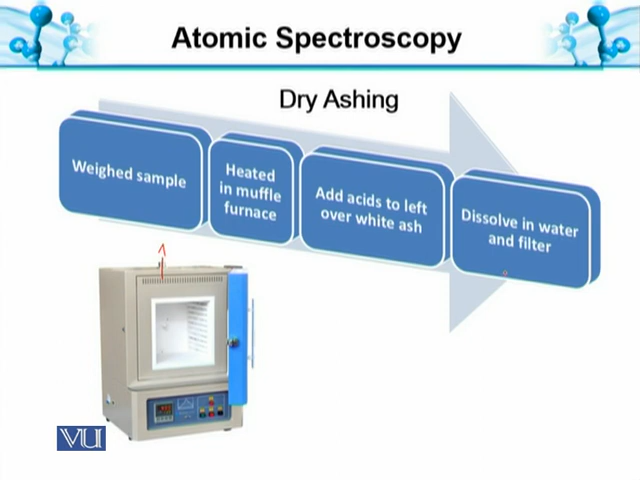 Atomic Spectroscopy
Dry Ashing
Weighed sample
Heated
in muffle
furnace
Add acids to left
over white ash
Dissolve in water
and filter
VU